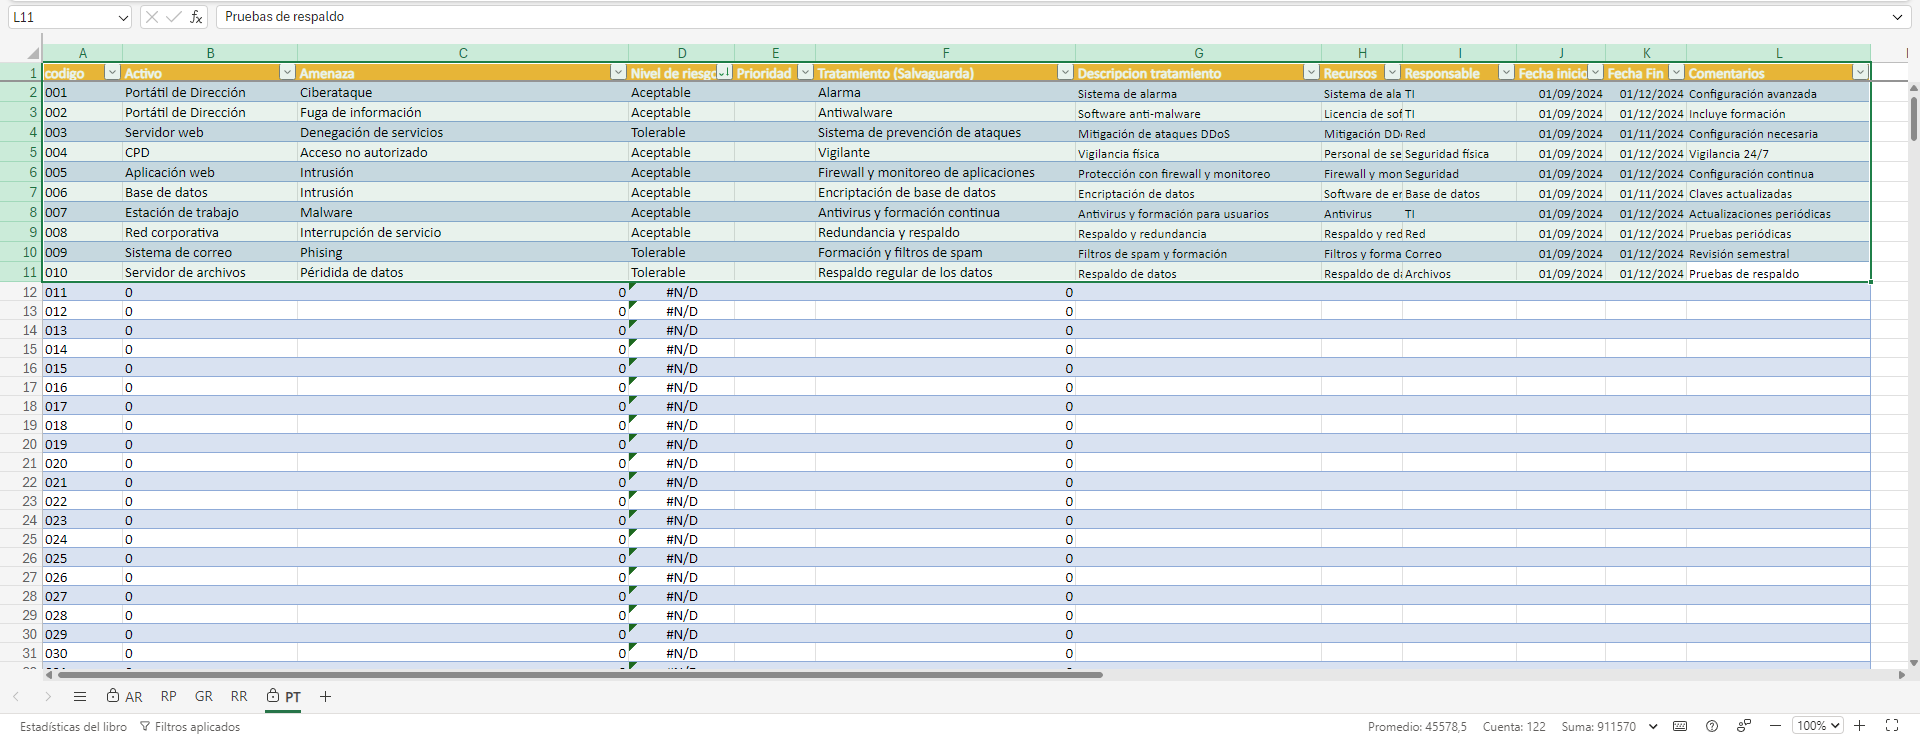 L11 fx Pruebas de respaldo
A B C D E F G H I J K L
1 codigo Activo Amenaza Nivel de riesgo Prioridad Tratamiento (Salvaguarda) Descripcion tratamiento Recursos Responsable Fecha inicio Fecha Fin Comentarios
2 001 Portátil de Dirección Ciberataque Aceptable Alarma Sistema de alarma Sistema de ala TI 01/09/2024 01/12/2024 Configuración avanzada
3 002 Portátil de Dirección Fuga de información Aceptable Antiwalware Software anti-malware Licencia de sof TI 01/09/2024 01/12/2024 Incluye formación
4 003 Servidor web Denegación de servicios Tolerable Sistema de prevención de ataques Mitigación de ataques DDoS Mitigación DD Red 01/09/2024 01/11/2024 Configuración necesaria
5 004 CPD Acceso no autorizado Aceptable Vigilante Vigilancia física Personal de se Seguridad física 01/09/2024 01/12/2024 Vigilancia 24/7
6 005 Aplicación web Intrusión Aceptable Firewall y monitoreo de aplicaciones Protección con firewall y monitoreo Firewall y mon Seguridad 01/09/2024 01/12/2024 Configuración continua
7 006 Base de datos Intrusión Aceptable Encriptación de base de datos Encriptación de datos Software de en Base de datos 01/09/2024 01/11/2024 Claves actualizadas
8 007 Estación de trabajo Malware Aceptable Antivirus y formación continua Antivirus y formación para usuarios Antivirus TI 01/09/2024 01/12/2024 Actualizaciones periódicas
9 008 Red corporativa Interrupción de servicio Aceptable Redundancia y respaldo Respaldo y redundancia Respaldo y red Red 01/09/2024 01/12/2024 Pruebas periódicas
10 009 Sistema de correo Phising Tolerable Formación y filtros de spam Filtros de spam y formación Filtros y forma Correo 01/09/2024 01/12/2024 Revisión semestral
11 010 Servidor de archivos Péridida de datos Tolerable Respaldo regular de los datos Respaldo de datos Respaldo de da Archivos 01/09/2024 01/12/2024 Pruebas de respaldo
12 011 0 0 #N/D 0
13 012 0 0 #N/D 0
14 013 0 0 #N/D 0
15 014 0 0 #N/D 0
16 015 0 0 #N/D 0
17 016 0 0 #N/D 0
18 017 0 0 #N/D 0
19 018 0 0 #N/D 0
20 019 0 0 #N/D 0
21 020 0 0 #N/D 0
22 021 0 0 #N/D 0
23 022 0 0 #N/D 0
24 023 0 0 #N/D 0
25 024 0 0 #N/D 0
26 025 0 0 #N/D 0
27 026 0 0 #N/D 0
28 027 0 0 #N/D 0
29 028 0 0 #N/D 0
30 029 0 0 #N/D 0
31 030 0 0 #N/D 0
AR RP GR RR PT
Estadísticas del libro Filtros aplicados Promedio: 45578,5 Cuenta: 122 Suma: 911570 100%